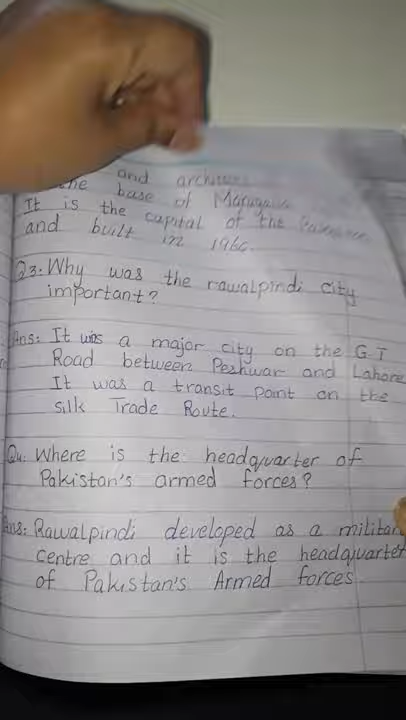 and
the base of
It is the capital of the
and built in 1960.
Q3. Why was the rawalpindi city
important?
Ans: It was a major city on the G.T
Road between Peshwar and Lahore
It was a transit point on the
silk Trade Route.
Q4. Where is the headquarter of
Pakistan's armed forces?
Ans: Rawalpindi developed as a militar
centre and it is the headquarter
of Pakistan's Armed forces